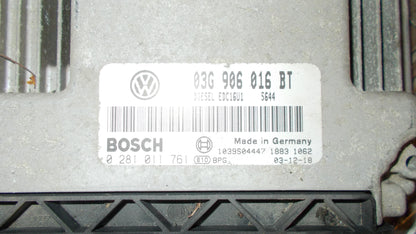 03G 906 016 BT
DIESEL EDC16U1 5644
BOSCH Made in Germany
1039S04447 1883 1062
0 281 011 761 BPG 03-12-18